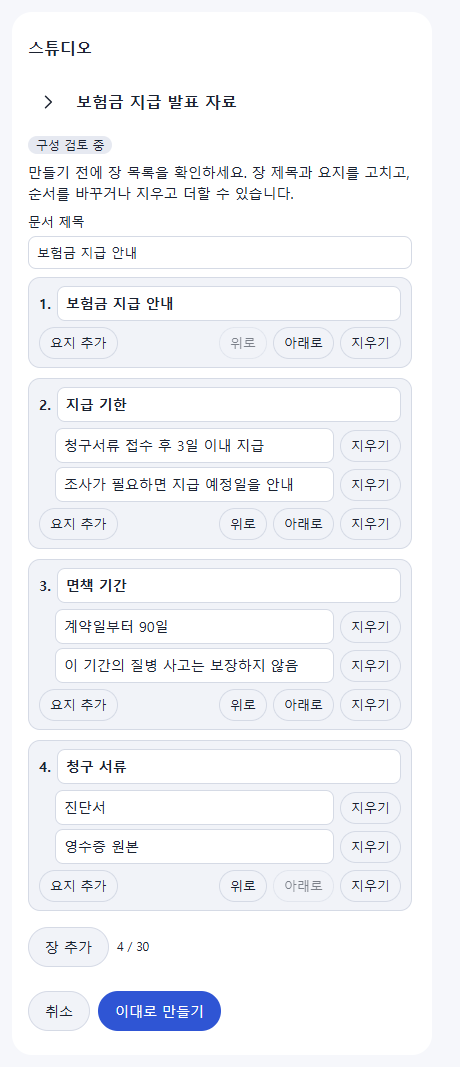 스튜디오
보험금 지급 발표 자료
구성 검토 중
만들기 전에 장 목록을 확인하세요. 장 제목과 요지를 고치고,
순서를 바꾸거나 지우고 더할 수 있습니다.
문서 제목
보험금 지급 안내
1. 보험금 지급 안내
요지 추가 위로 아래로 지우기
2. 지급 기한
청구서류 접수 후 3일 이내 지급 지우기
조사가 필요하면 지급 예정일을 안내 지우기
요지 추가 위로 아래로 지우기
3. 면책 기간
계약일부터 90일 지우기
이 기간의 질병 사고는 보장하지 않음 지우기
요지 추가 위로 아래로 지우기
4. 청구 서류
진단서 지우기
영수증 원본 지우기
요지 추가 위로 아래로 지우기
장 추가 4 / 30
취소 이대로 만들기